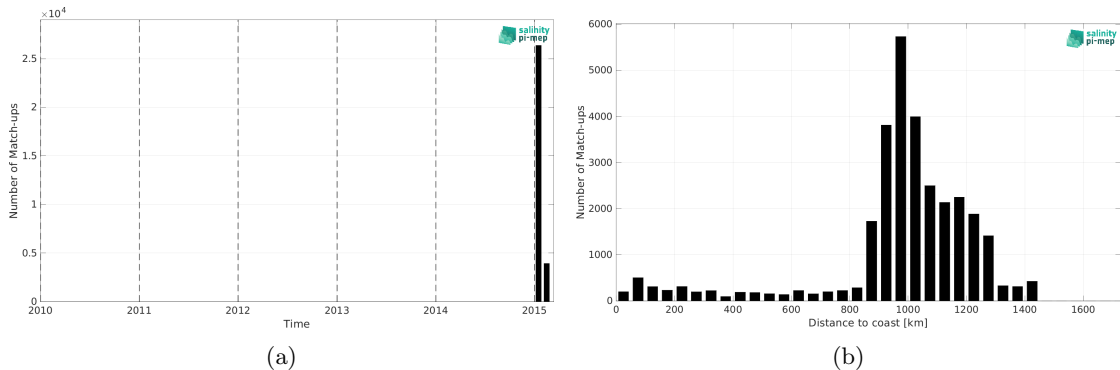 ×10⁴
2.5
2
1.5
1
0.5
0
Number of Match-ups
2010 2011 2012 2013 2014 2015
Time
salinity
pi-mep
(a)
6000
5000
4000
3000
2000
1000
0
Number of Match-ups
0 200 400 600 800 1000 1200 1400 1600
Distance to coast [km]
salinity
pi-mep
(b)